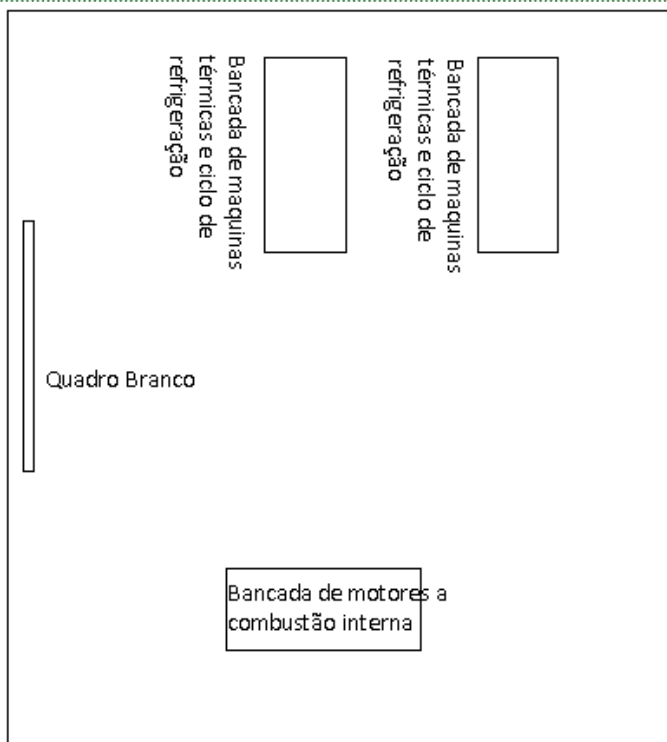 Bancada de maquinas
térmicas e ciclo de
refrigeração
Bancada de maquinas
térmicas e ciclo de
refrigeração
Quadro Branco
Bancada de motores a
combustão interna